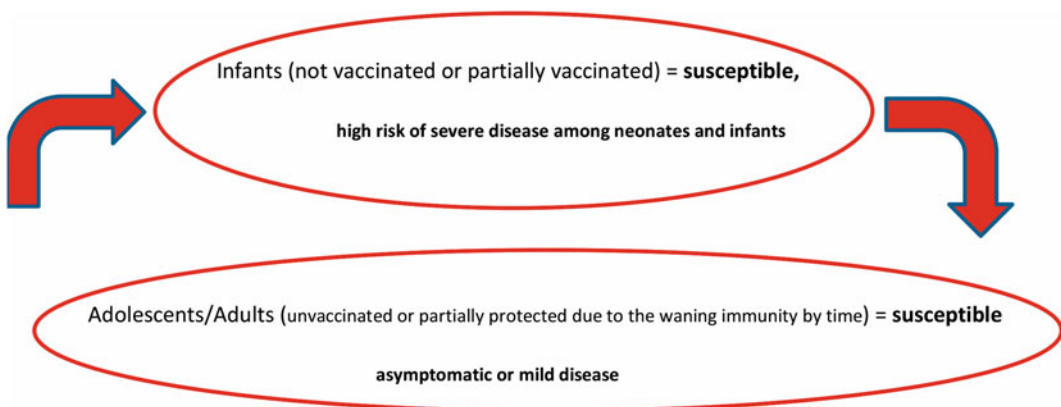 Infants (not vaccinated or partially vaccinated) = susceptible,
high risk of severe disease among neonates and infants
Adolescents/Adults (unvaccinated or partially protected due to the waning immunity by time) = susceptible
asymptomatic or mild disease